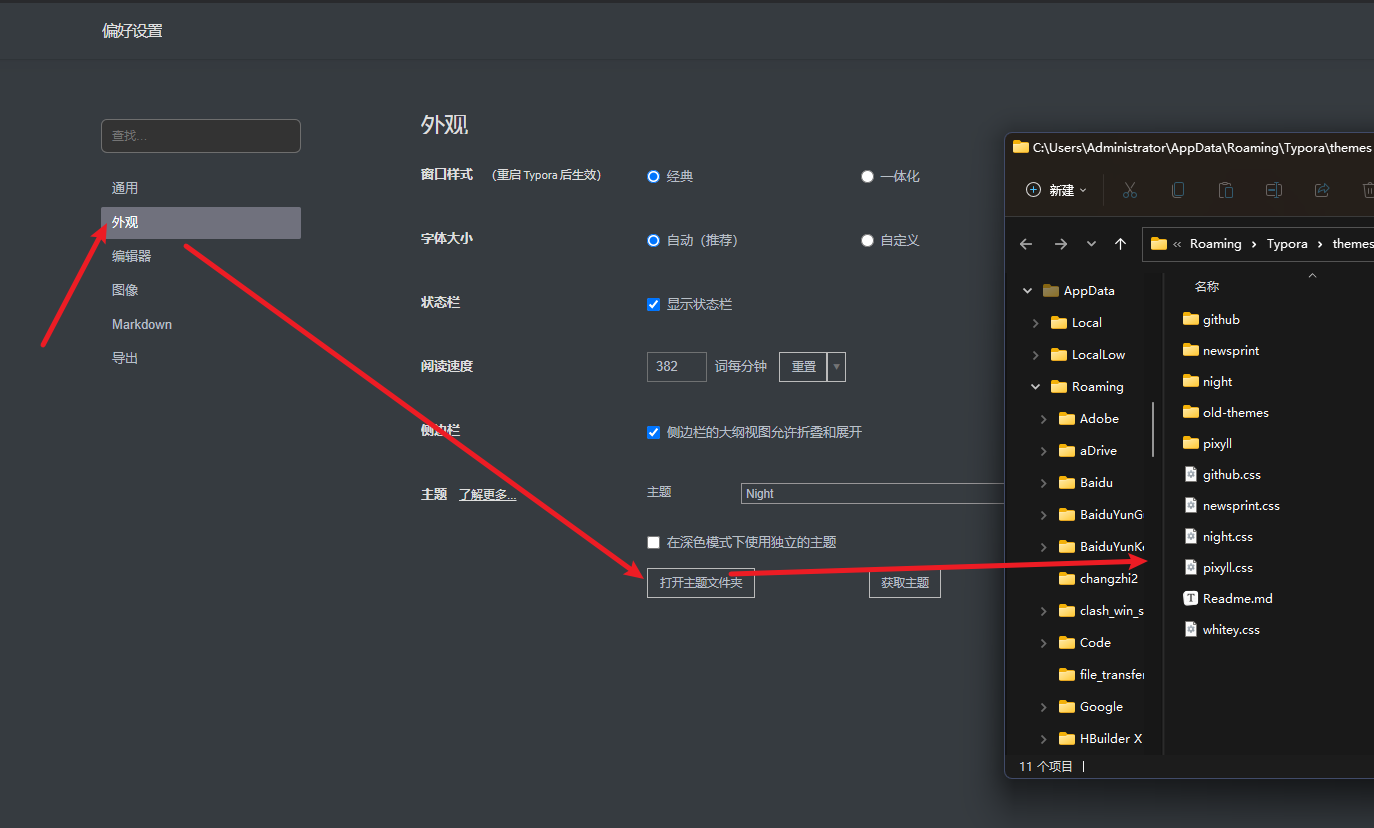 偏好设置
查找...
通用
外观
编辑器
图像
Markdown
导出
外观
窗口样式 (重启 Typora 后生效)
经典
一体化
字体大小
自动（推荐）
自定义
状态栏
显示状态栏
阅读速度
382 词每分钟 重置
侧边栏
侧边栏的大纲视图允许折叠和展开
主题 了解更多...
主题
Night
在深色模式下使用独立的主题
打开主题文件夹
获取主题
C:\Users\Administrator\AppData\Roaming\Typora\themes
新建
Roaming
Typora
themes
AppData
Local
LocalLow
Roaming
Adobe
aDrive
Baidu
BaiduYunG
BaiduYunK
changzhi2
clash_win_s
Code
file_transfe
Google
HBuilder X
名称
github
newsprint
night
old-themes
pixyll
github.css
newsprint.css
night.css
pixyll.css
T
Readme.md
whitey.css
11 个项目